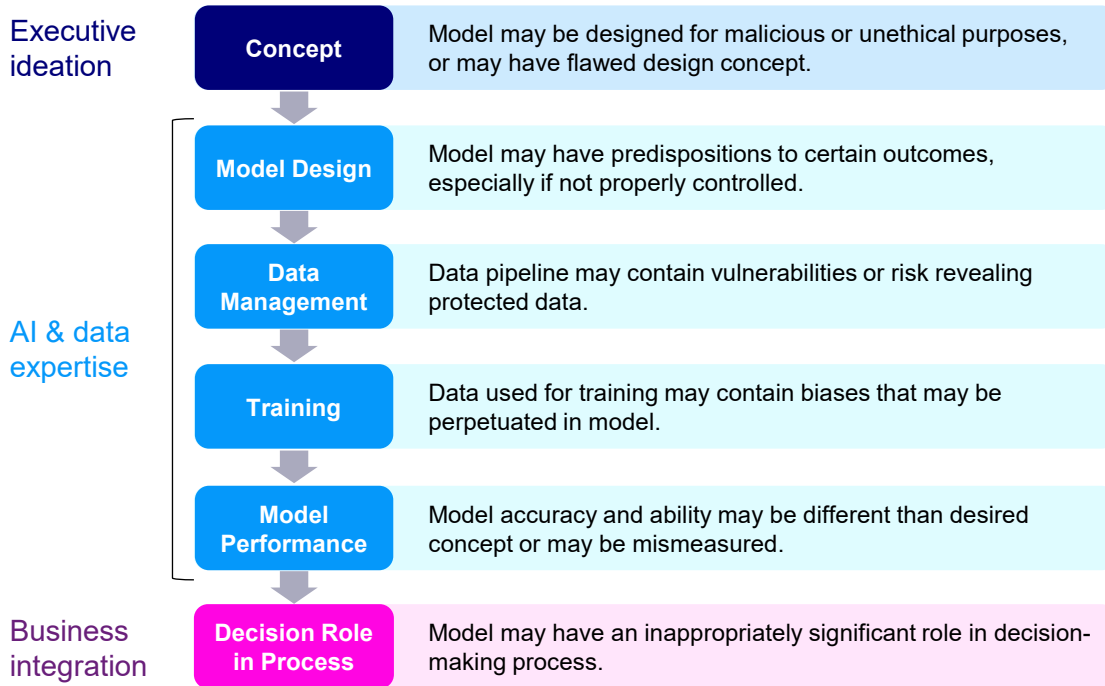 Executive
ideation
Concept
Model may be designed for malicious or unethical purposes,
or may have flawed design concept.
Model Design
Model may have predispositions to certain outcomes,
especially if not properly controlled.
AI & data
expertise
Data
Management
Data pipeline may contain vulnerabilities or risk revealing
protected data.
Training
Data used for training may contain biases that may be
perpetuated in model.
Model
Performance
Model accuracy and ability may be different than desired
concept or may be mismeasured.
Business
integration
Decision Role
in Process
Model may have an inappropriately significant role in decision-
making process.